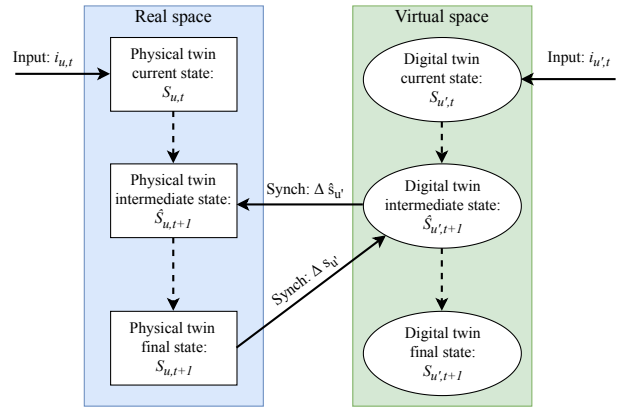 Real space
Virtual space
Input: i_{u,t}
Physical twin
current state:
S_{u,t}
Digital twin
current state:
S_{u',t}
Input: i_{u',t}
Physical twin
intermediate state:
Ŝ_{u,t+1}
Synch: Δ ŝ_{u'}
Digital twin
intermediate state:
Ŝ_{u',t+1}
Synch: Δ s_{u'}
Physical twin
final state:
S_{u,t+1}
Digital twin
final state:
S_{u',t+1}